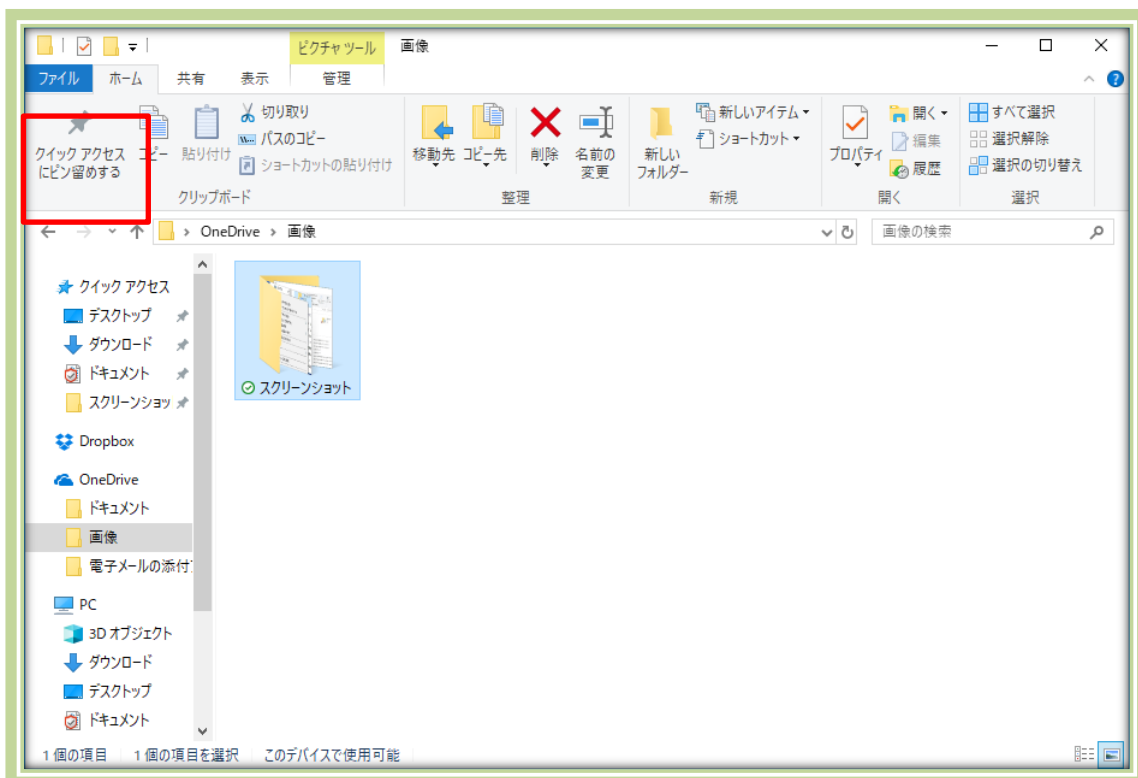 ピクチャ ツール
画像
ファイル
ホーム
共有
表示
管理
クイック アクセス
にピン留めする
コピー
貼り付け
切り取り
パスのコピー
ショートカットの貼り付け
クリップボード
移動先
コピー先
削除
名前の
変更
整理
新しい
フォルダー
新しいアイテム
ショートカット
新規
プロパティ
開く
編集
履歴
開く
すべて選択
選択解除
選択の切り替え
選択
OneDrive
画像
画像の検索
クイック アクセス
デスクトップ
ダウンロード
ドキュメント
スクリーンショッ
Dropbox
OneDrive
ドキュメント
画像
電子メールの添付
PC
3D オブジェクト
ダウンロード
デスクトップ
ドキュメント
スクリーンショット
1 個の項目
1 個の項目を選択
このデバイスで使用可能